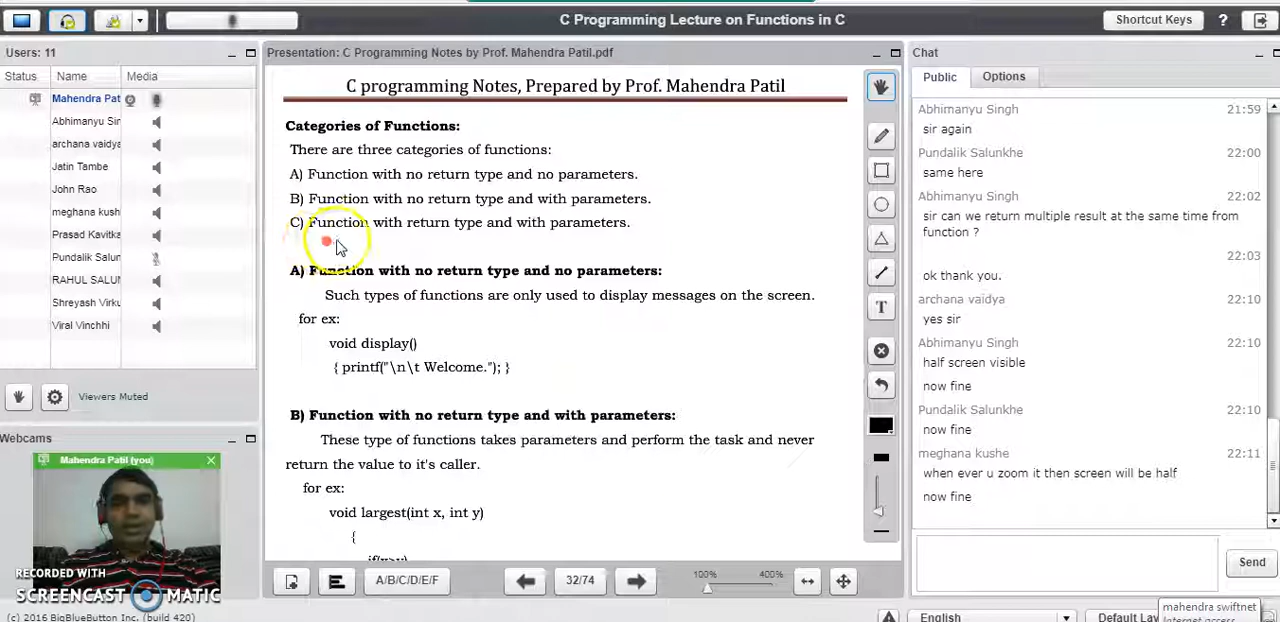 C Programming Lecture on Functions in C
Shortcut Keys
?
Users: 11
Status Name Media
Mahendra Pat
Abhimanyu Sir
archana vaidya
Jatin Tambe
John Rao
meghana kush
Prasad Kavitka
Pundalik Salun
RAHUL SALUN
Shreyash Virku
Viral Vinchhi
Viewers Muted
Webcams
Mahendra Patil (you)
RECORDED WITH
SCREENCAST MATIC
(c) 2016 BigBlueButton Inc. (build 420)
Presentation: C Programming Notes by Prof. Mahendra Patil.pdf
C programming Notes, Prepared by Prof. Mahendra Patil
Categories of Functions:
There are three categories of functions:
A) Function with no return type and no parameters.
B) Function with no return type and with parameters.
C) Function with return type and with parameters.
A) Function with no return type and no parameters:
Such types of functions are only used to display messages on the screen.
for ex:
void display()
{ printf("\n\t Welcome."); }
B) Function with no return type and with parameters:
These type of functions takes parameters and perform the task and never
return the value to it's caller.
for ex:
void largest(int x, int y)
{
if(x>y)
T
A/B/C/D/E/F
32/74
100% 400%
Chat
Public Options
Abhimanyu Singh 21:59
sir again
Pundalik Salunkhe 22:00
same here
Abhimanyu Singh 22:02
sir can we return multiple result at the same time from
function ?
22:03
ok thank you.
archana vaidya 22:10
yes sir
Abhimanyu Singh 22:10
half screen visible
now fine
Pundalik Salunkhe 22:10
now fine
meghana kushe 22:11
when ever u zoom it then screen will be half
now fine
Send
English
Default Lay
mahendra swiftnet
Internet access